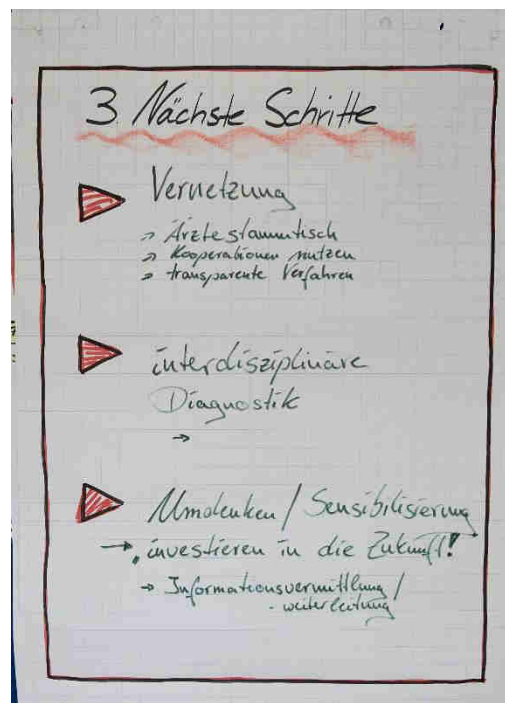 3 Nächste Schritte
Vernetzung
→ Ärztestammtisch
→ Kooperationen nutzen
→ transparente Verfahren
interdisziplinäre
Diagnostik
→
Umdenken / Sensibilisierung
→ investieren in die Zukunft!
→ Informationsvermittlung /
- weiterleitung